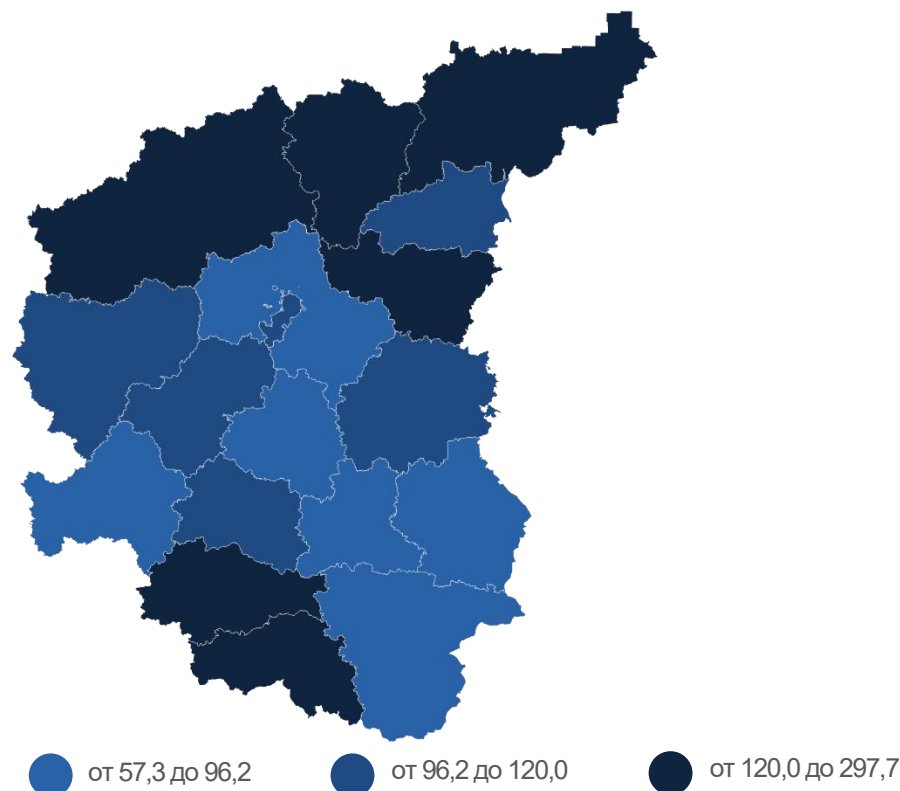 от 57,3 до 96,2
от 96,2 до 120,0
от 120,0 до 297,7